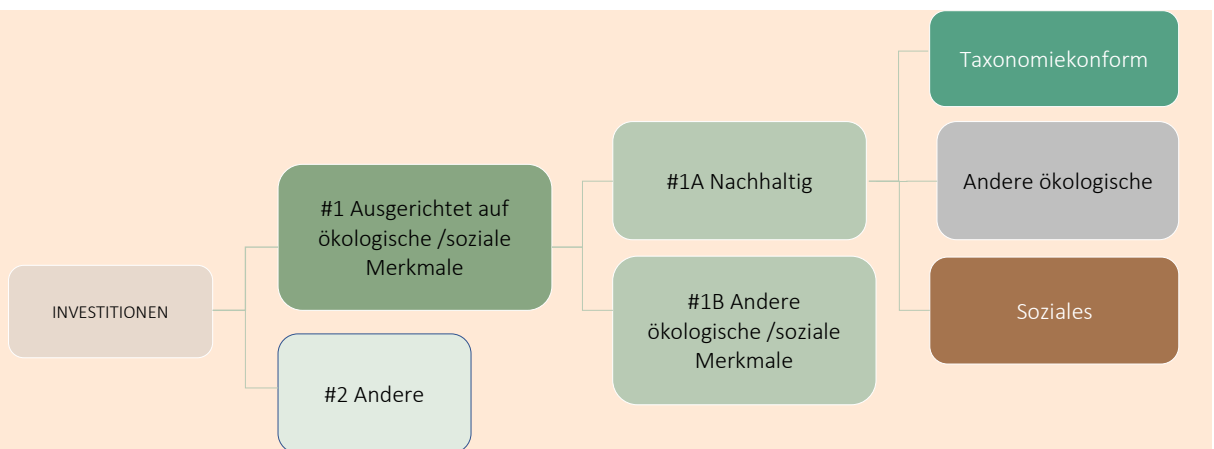 Taxonomiekonform
#1A Nachhaltig
Andere ökologische
#1 Ausgerichtet auf
ökologische /soziale
Merkmale
INVESTITIONEN
#1B Andere
ökologische /soziale
Merkmale
Soziales
#2 Andere